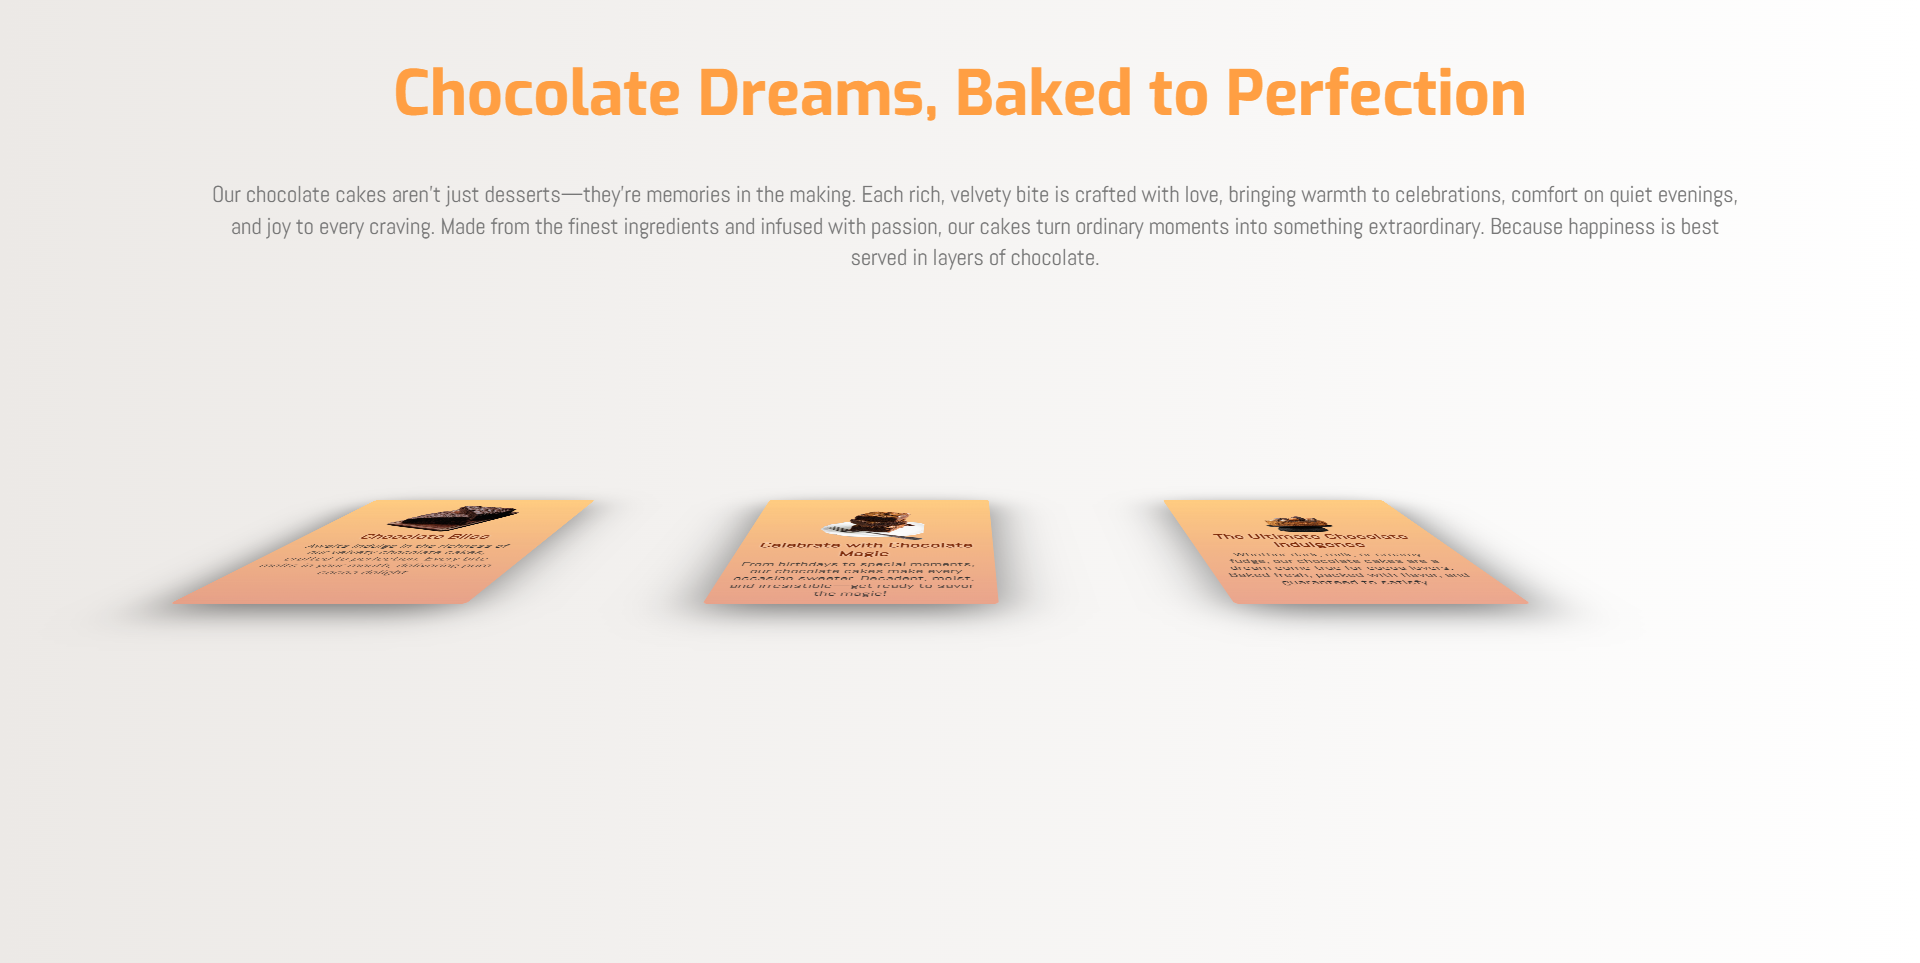 Chocolate Dreams, Baked to Perfection
Our chocolate cakes aren't just desserts—they're memories in the making. Each rich, velvety bite is crafted with love, bringing warmth to celebrations, comfort on quiet evenings,
and joy to every craving. Made from the finest ingredients and infused with passion, our cakes turn ordinary moments into something extraordinary. Because happiness is best
served in layers of chocolate.
Chocolate Bliss
Awaits Indulge in the richness of
our velvety chocolate cakes,
crafted to perfection. Every bite
melts in your mouth, delivering pure
cocoa delight
Celebrate with Chocolate
Magic
From birthdays to special moments,
our chocolate cakes make every
occasion sweeter. Decadent, moist,
and irresistible—get ready to savor
the magic!
The Ultimate Chocolate
Indulgence
Whether dark, milk, or creamy
fudge, our chocolate cakes are a
dream come true for cocoa lovers.
Baked fresh, packed with flavor, and
guaranteed to satisfy